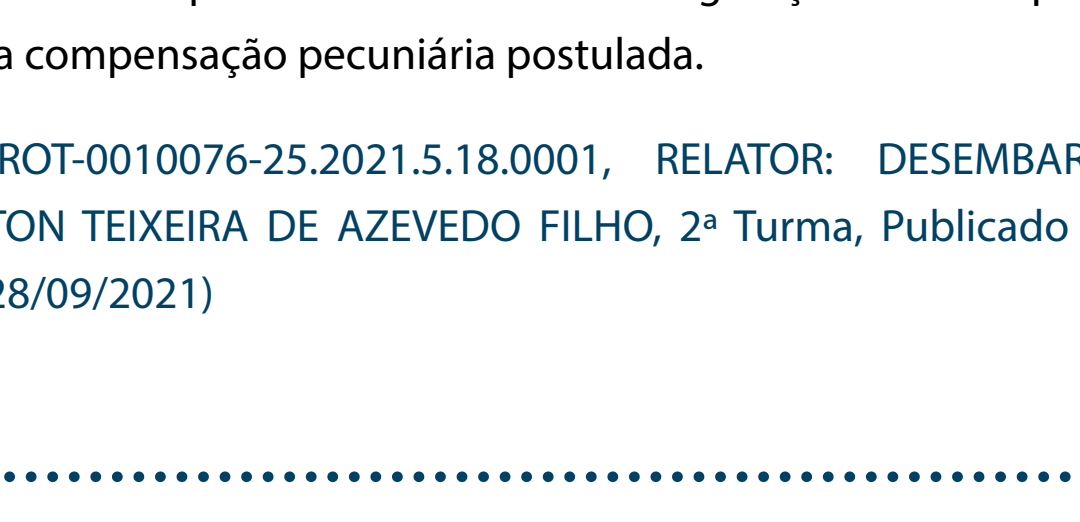 a compensação pecuniária postulada.
ROT-0010076-25.2021.5.18.0001, RELATOR: DESEMBAR
TON TEIXEIRA DE AZEVEDO FILHO, 2ª Turma, Publicado
28/09/2021)